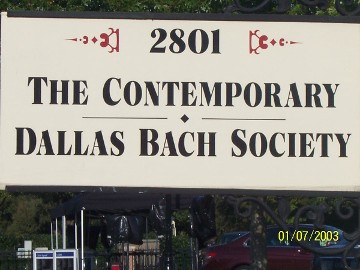 2801
THE CONTEMPORARY
DALLAS BACH SOCIETY
01/07/2003